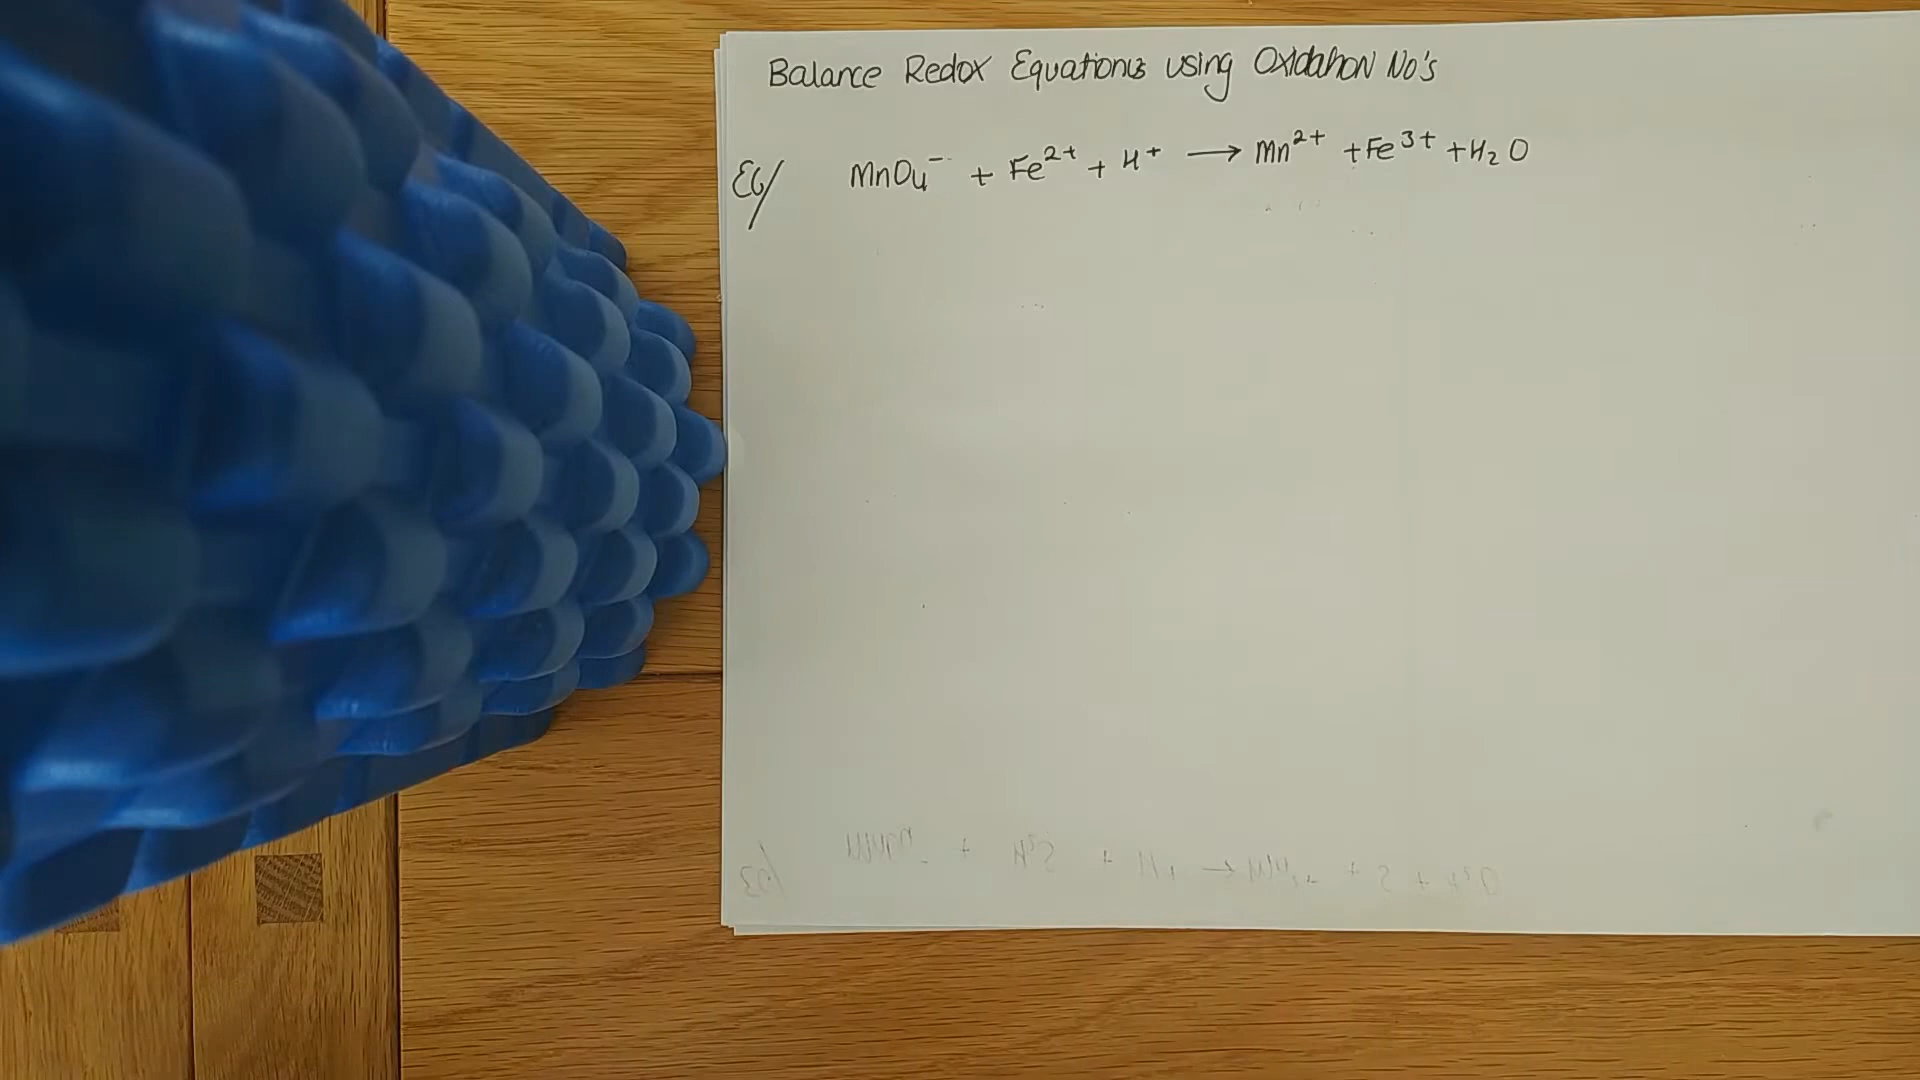 Balance Redox Equations using Oxidation No's
EG/ MnO₄⁻ + Fe²⁺ + H⁺ → Mn²⁺ + Fe³⁺ + H₂O